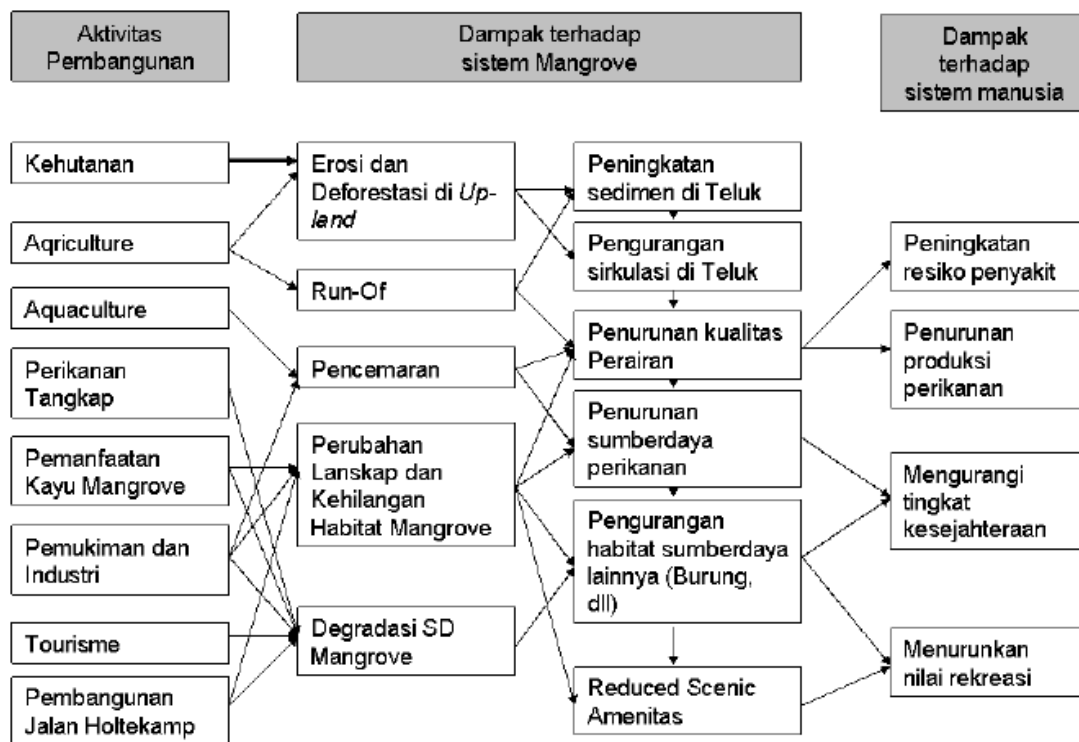 Aktivitas
Pembangunan
Dampak terhadap
sistem Mangrove
Dampak
terhadap
sistem manusia
Kehutanan
Aqriculture
Aquaculture
Perikanan
Tangkap
Pemanfaatan
Kayu Mangrove
Pemukiman dan
Industri
Tourisme
Pembangunan
Jalan Holtekamp
Erosi dan
Deforestasi di Up-
land
Run-Of
Pencemaran
Perubahan
Lanskap dan
Kehilangan
Habitat Mangrove
Degradasi SD
Mangrove
Peningkatan
sedimen di Teluk
Pengurangan
sirkulasi di Teluk
Penurunan kualitas
Perairan
Penurunan
sumberdaya
perikanan
Pengurangan
habitat sumberdaya
lainnya (Burung,
dll)
Reduced Scenic
Amenitas
Peningkatan
resiko penyakit
Penurunan
produksi
perikanan
Mengurangi
tingkat
kesejahteraan
Menurunkan
nilai rekreasi